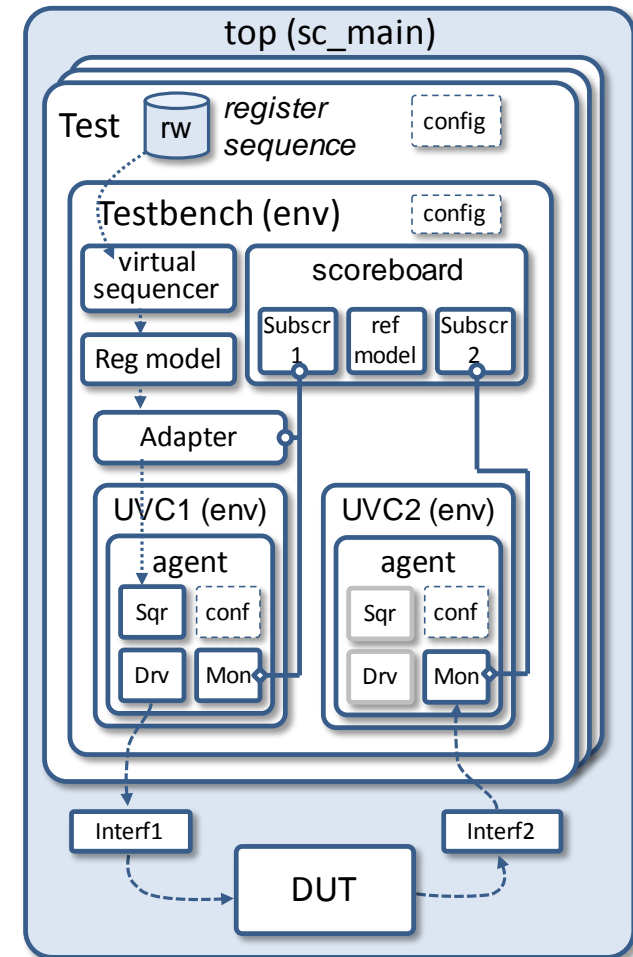 top (sc_main)
Test
rw
register
sequence
config
Testbench (env)
config
virtual
sequencer
scoreboard
Subscr
1
ref
model
Subscr
2
Reg model
Adapter
UVC1 (env)
UVC2 (env)
agent
agent
Sqr
conf
Sqr
conf
Drv
Mon
Drv
Mon
Interf1
Interf2
DUT